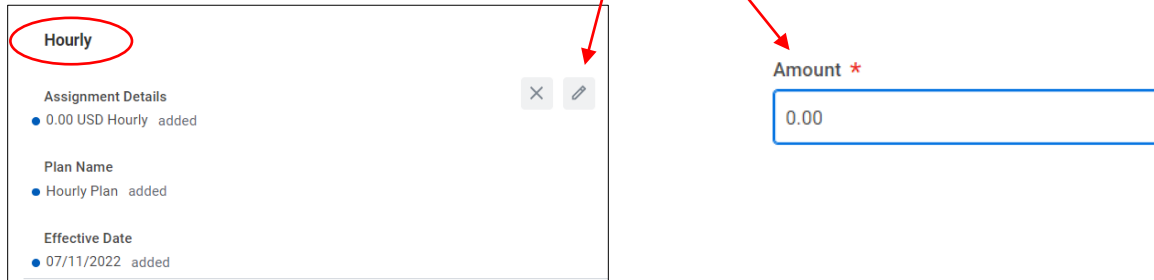 Hourly
Assignment Details
0.00 USD Hourly added
Plan Name
Hourly Plan added
Effective Date
07/11/2022 added
Amount *
0.00